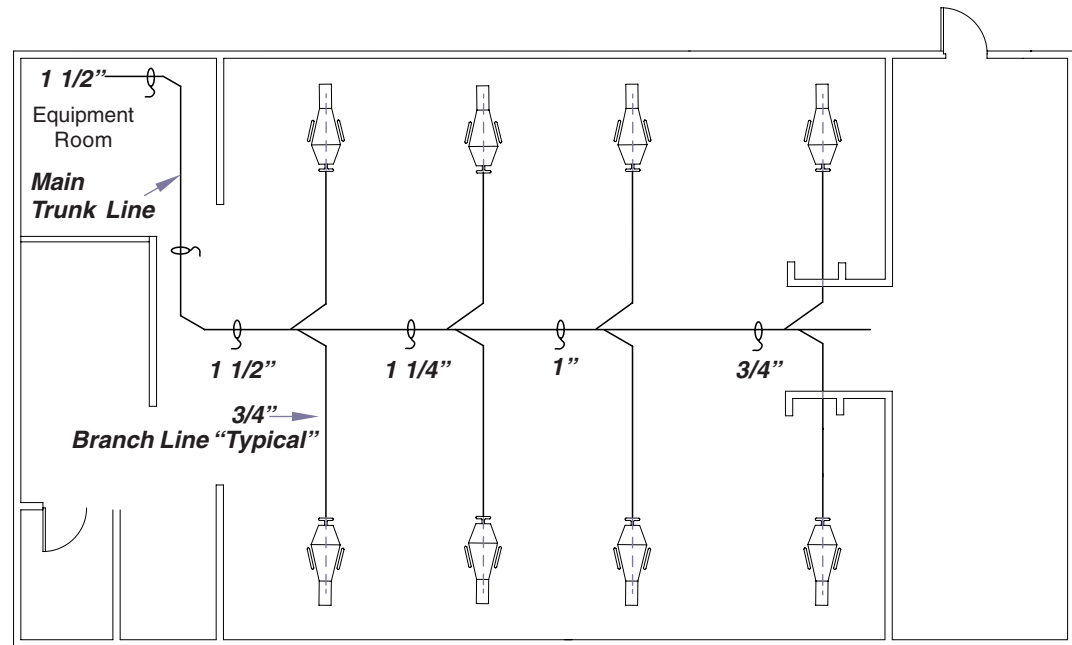 1 1/2”
Equipment
Room
Main
Trunk Line
1 1/2”
1 1/4”
1”
3/4”
3/4”
Branch Line “Typical”